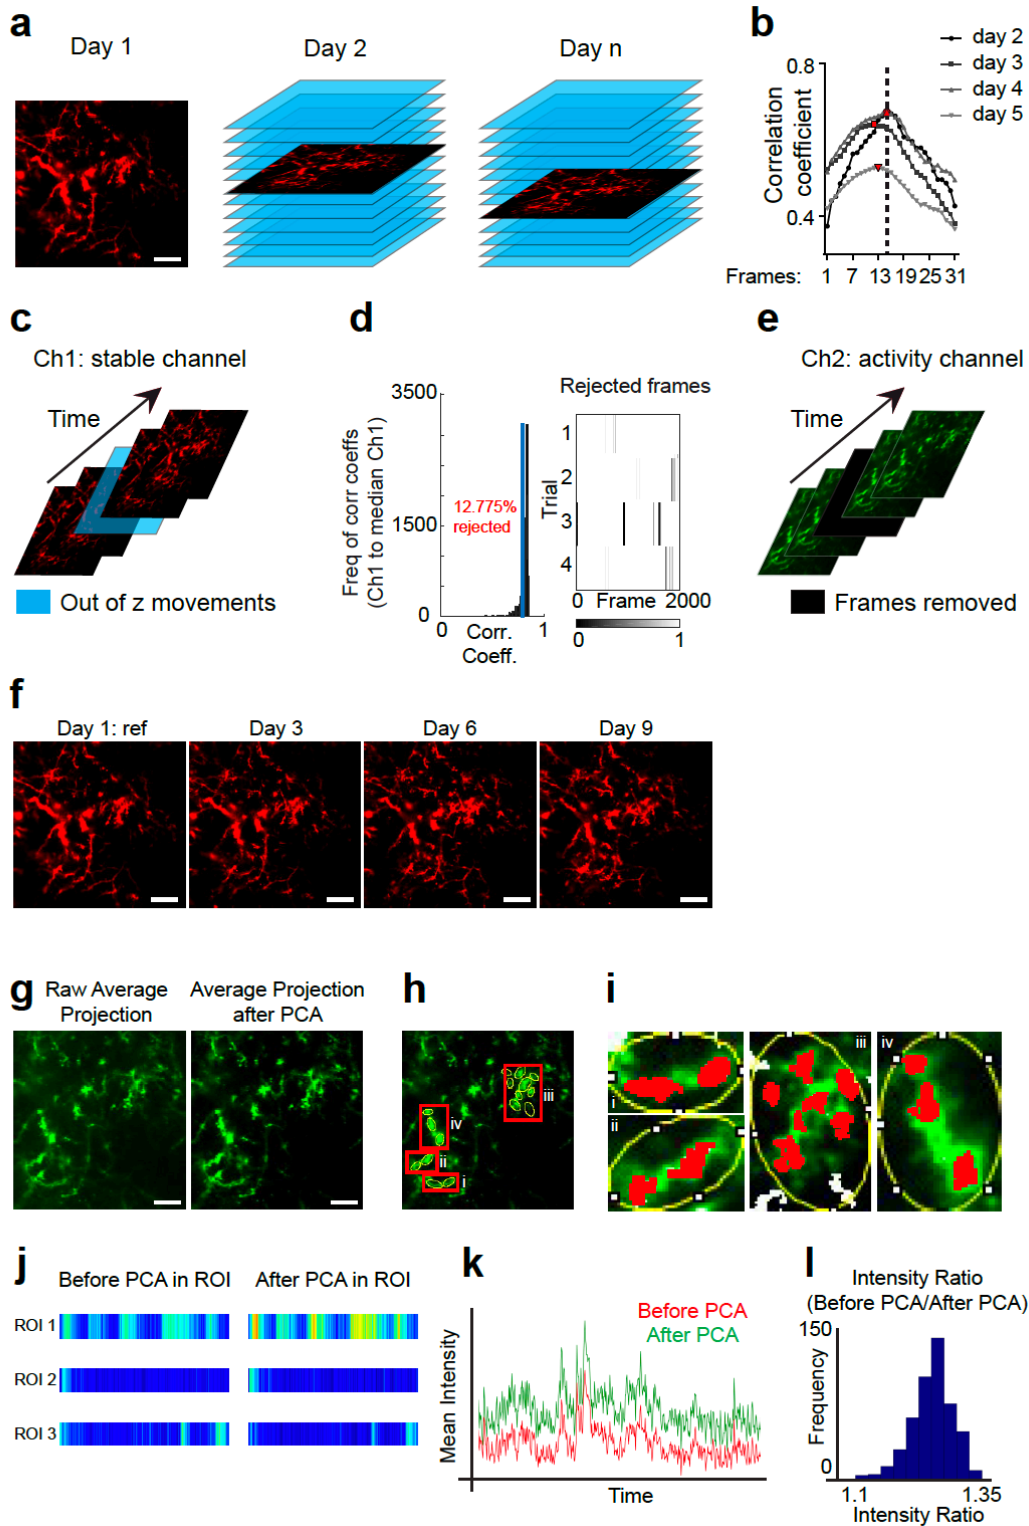 a
Day 1
Day 2
Day n
b
day 2
day 3
day 4
day 5
Correlation
coefficient
0.8
0.4
Frames:
1 7 13 19 25 31
c
Ch1: stable channel
Time
Out of z movements
d
Freq of corr coeffs
(Ch1 to median Ch1)
3500
1500
0
12.775%
rejected
0 Corr. 1
Coeff.
Rejected frames
Trial
1
2
3
4
0 Frame 2000
0 1
e
Ch2: activity channel
Time
Frames removed
f
Day 1: ref
Day 3
Day 6
Day 9
g
Raw Average
Projection
Average Projection
after PCA
h
iii
iv
ii
i
i
i
ii
iii
iv
j
Before PCA in ROI
After PCA in ROI
ROI 1
ROI 2
ROI 3
k
Before PCA
After PCA
Mean Intensity
Time
l
Intensity Ratio
(Before PCA/After PCA)
150
Frequency
0
1.1 1.35
Intensity Ratio